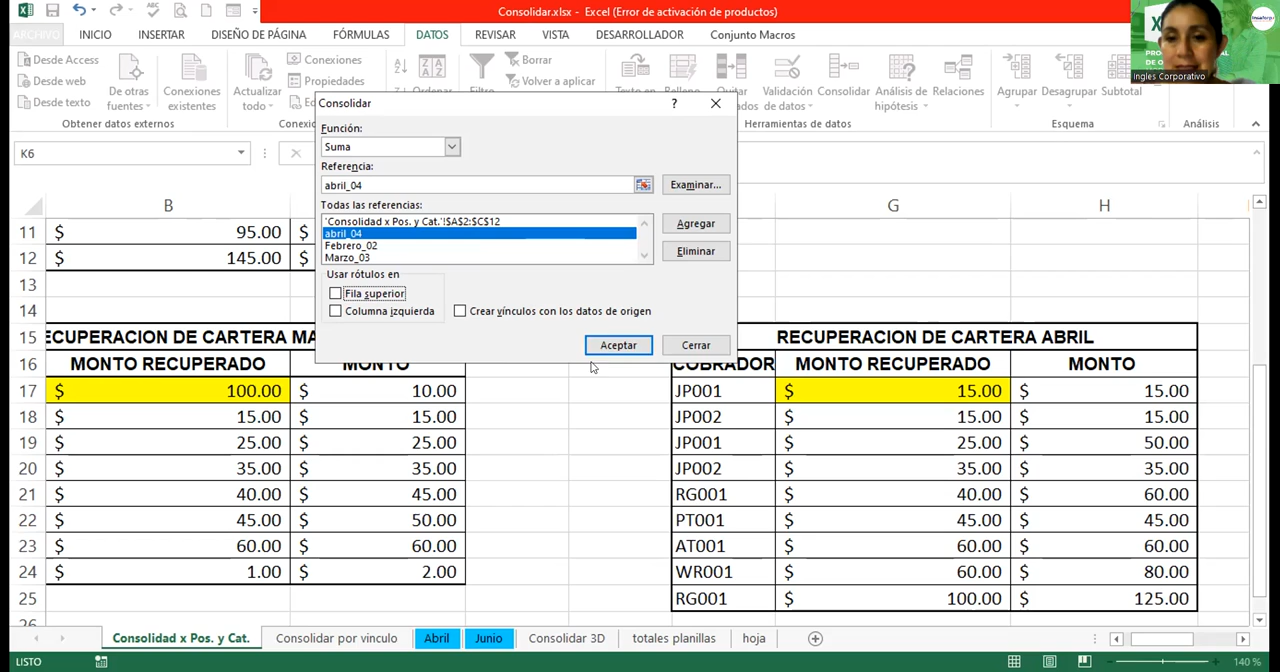 Consolidar.xlsx - Excel (Error de activación de productos)
ARCHIVO INICIO INSERTAR DISEÑO DE PÁGINA FÓRMULAS DATOS REVISAR VISTA DESARROLLADOR Conjunto Macros
Ingles Corporativo
Desde Access
Desde web
Desde texto
De otras fuentes
Conexiones existentes
Obtener datos externos
Actualizar todo
Conexiones
Propiedades
Borrar
Volver a aplicar
Validación de datos
Consolidar
Análisis de hipótesis
Relaciones
Herramientas de datos
Agrupar
Desagrupar
Subtotal
Esquema
Análisis
K6
Consolidar
?
Función:
Suma
Referencia:
abril_04
Examinar...
Todas las referencias:
'Consolidad x Pos. y Cat.'!$A$2:$C$12
abril_04
Febrero_02
Marzo_03
Agregar
Eliminar
Usar rótulos en
Fila superior
Columna izquierda
Crear vínculos con los datos de origen
Aceptar
Cerrar
B G H
11 $ 95.00 $
12 $ 145.00 $
13
14
15 ECUPERACION DE CARTERA MA RECUPERACION DE CARTERA ABRIL
16 MONTO RECUPERADO MONTO COBRADOR MONTO RECUPERADO MONTO
17 $ 100.00 $ 10.00 JP001 $ 15.00 $ 15.00
18 $ 15.00 $ 15.00 JP002 $ 15.00 $ 15.00
19 $ 25.00 $ 25.00 JP001 $ 25.00 $ 50.00
20 $ 35.00 $ 35.00 JP002 $ 35.00 $ 35.00
21 $ 40.00 $ 45.00 RG001 $ 40.00 $ 60.00
22 $ 45.00 $ 50.00 PT001 $ 45.00 $ 45.00
23 $ 60.00 $ 60.00 AT001 $ 60.00 $ 60.00
24 $ 1.00 $ 2.00 WR001 $ 60.00 $ 80.00
25 RG001 $ 100.00 $ 125.00
Consolidad x Pos. y Cat. Consolidar por vinculo Abril Junio Consolidar 3D totales planillas hoja
LISTO 140 %